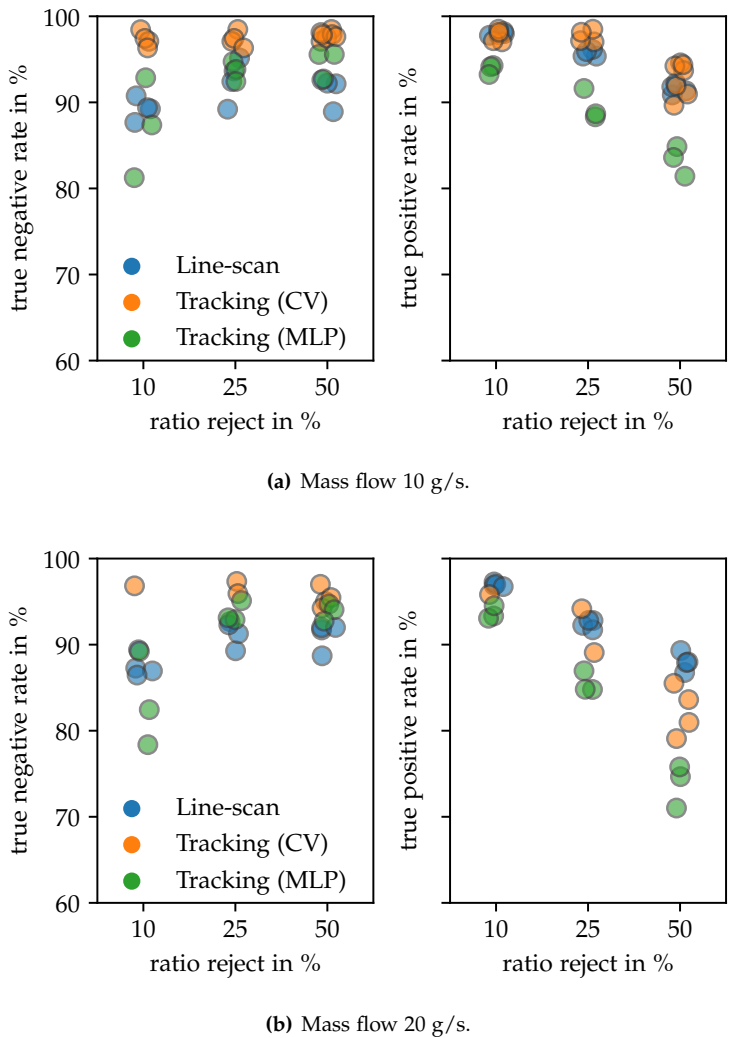 100
90
80
70
60
true negative rate in %
Line-scan
Tracking (CV)
Tracking (MLP)
10 25 50
ratio reject in %
true positive rate in %
10 25 50
ratio reject in %
(a) Mass flow 10 g/s.
100
90
80
70
60
true negative rate in %
Line-scan
Tracking (CV)
Tracking (MLP)
10 25 50
ratio reject in %
true positive rate in %
10 25 50
ratio reject in %
(b) Mass flow 20 g/s.